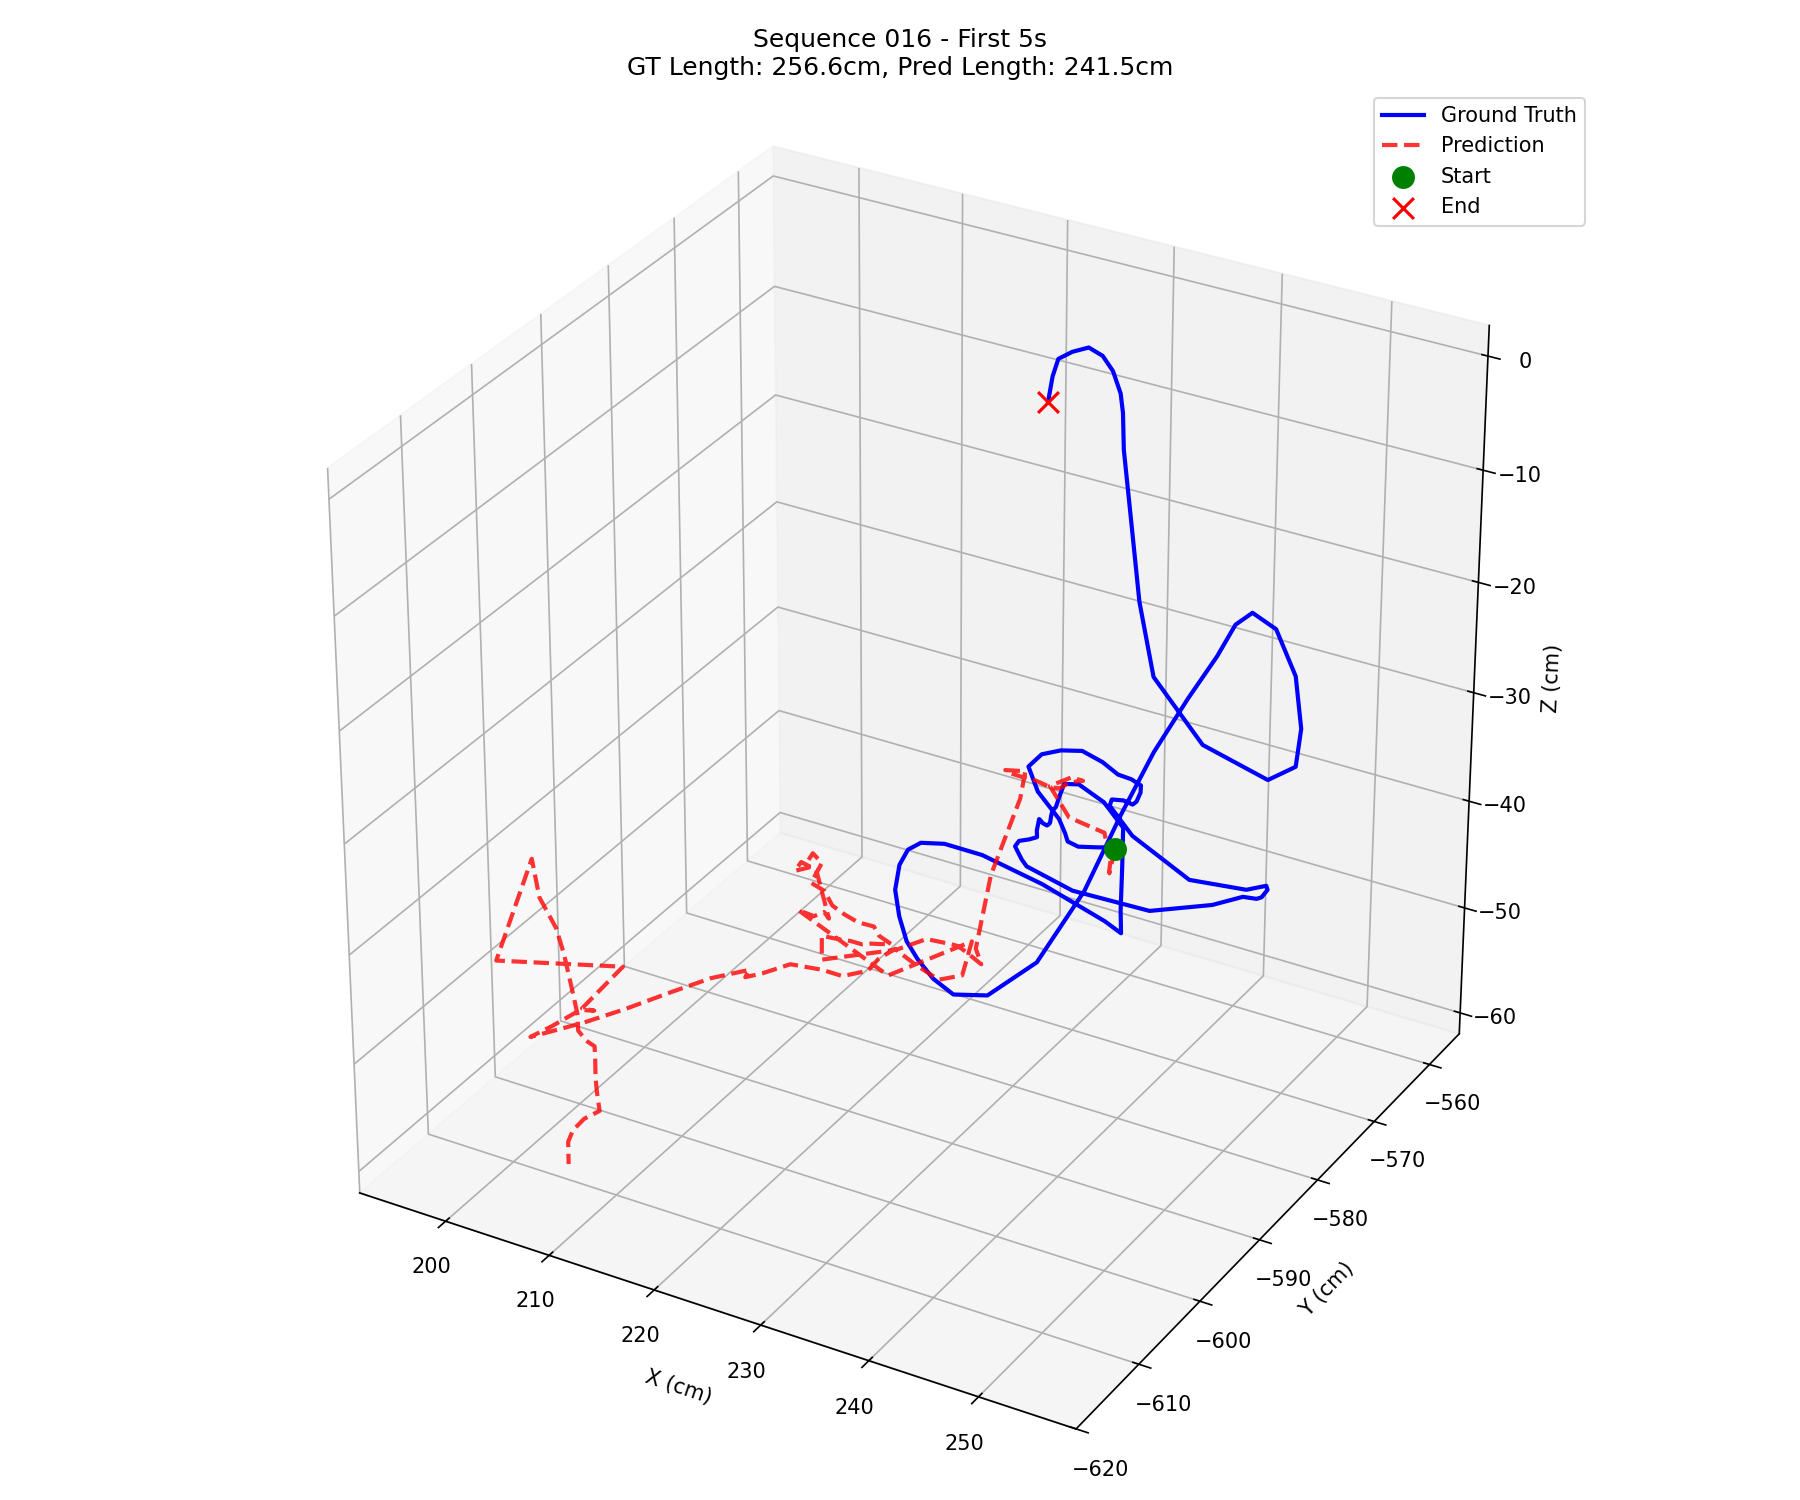 Sequence 016 - First 5s
GT Length: 256.6cm, Pred Length: 241.5cm
Ground Truth
Prediction
Start
End
0
−10
−20
−30
−40
−50
−60
Z (cm)
−560
−570
−580
−590
−600
−610
−620
Y (cm)
200
210
220
230
240
250
X (cm)